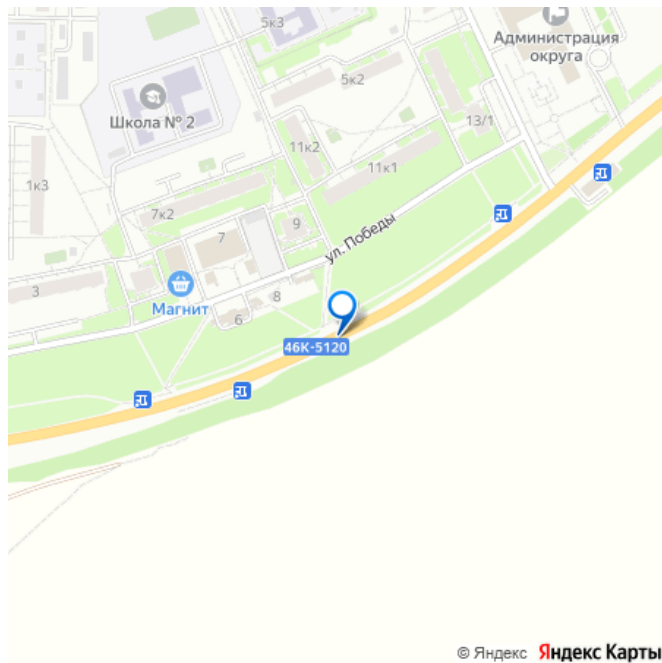 5к3
Администрация
округа
5к2
Школа № 2
13/1
11к2
11к1
1к3
7к2
9
7
ул. Победы
3
Магнит
8
6
46К-5120
© Яндекс Яндекс Карты